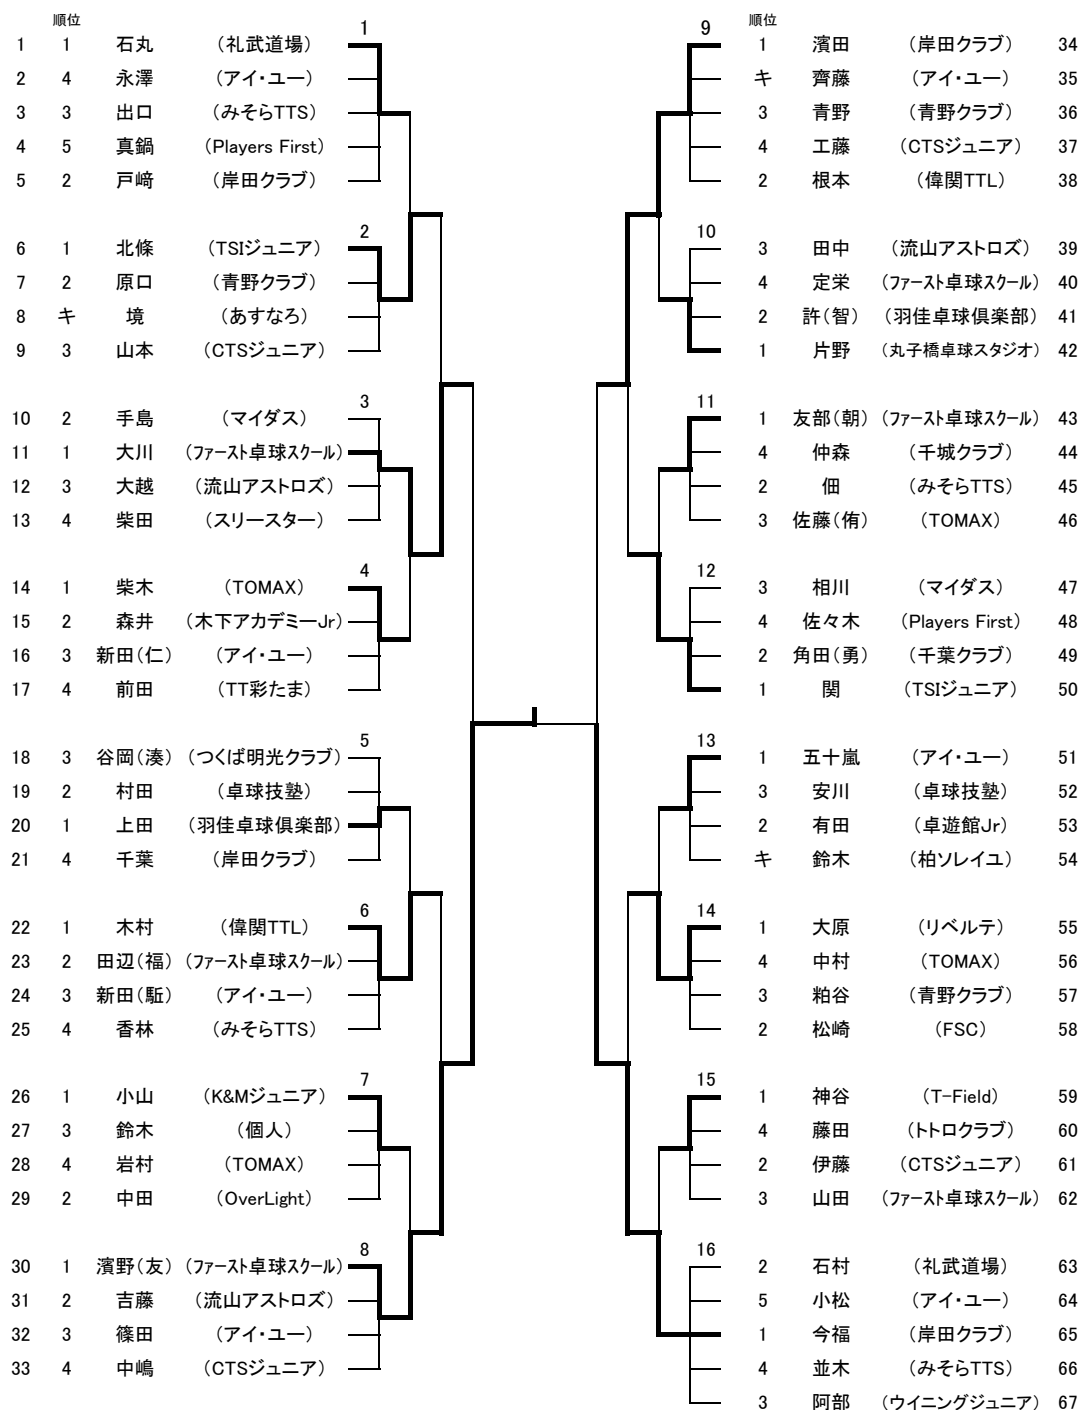 順位
1
1 1 石丸 （礼武道場）
2 4 永澤 （アイ・ユー）
3 3 出口 （みそらTTS）
4 5 真鍋 （Players First）
5 2 戸﨑 （岸田クラブ）
2
6 1 北條 （TSIジュニア）
7 2 原口 （青野クラブ）
8 キ 境 （あすなろ）
9 3 山本 （CTSジュニア）
3
10 2 手島 （マイダス）
11 1 大川 （ファースト卓球スクール）
12 3 大越 （流山アストロズ）
13 4 柴田 （スリースター）
4
14 1 柴木 （TOMAX）
15 2 森井 （木下アカデミーJr）
16 3 新田（仁） （アイ・ユー）
17 4 前田 （TT彩たま）
5
18 3 谷岡（湊） （つくば明光クラブ）
19 2 村田 （卓球技塾）
20 1 上田 （羽佳卓球倶楽部）
21 4 千葉 （岸田クラブ）
6
22 1 木村 （偉関TTL）
23 2 田辺（福） （ファースト卓球スクール）
24 3 新田（駈） （アイ・ユー）
25 4 香林 （みそらTTS）
7
26 1 小山 （K&Mジュニア）
27 3 鈴木 （個人）
28 4 岩村 （TOMAX）
29 2 中田 （OverLight）
8
30 1 濱野（友） （ファースト卓球スクール）
31 2 吉藤 （流山アストロズ）
32 3 篠田 （アイ・ユー）
33 4 中嶋 （CTSジュニア）
順位
9
1 濱田 （岸田クラブ） 34
キ 齊藤 （アイ・ユー） 35
3 青野 （青野クラブ） 36
4 工藤 （CTSジュニア） 37
2 根本 （偉関TTL） 38
10
3 田中 （流山アストロズ） 39
4 定栄 （ファースト卓球スクール） 40
2 許（智） （羽佳卓球倶楽部） 41
1 片野 （丸子橋卓球スタジオ） 42
11
1 友部（朝） （ファースト卓球スクール） 43
4 仲森 （千城クラブ） 44
2 佃 （みそらTTS） 45
3 佐藤（侑） （TOMAX） 46
12
3 相川 （マイダス） 47
4 佐々木 （Players First） 48
2 角田（勇） （千葉クラブ） 49
1 関 （TSIジュニア） 50
13
1 五十嵐 （アイ・ユー） 51
3 安川 （卓球技塾） 52
2 有田 （卓遊館Jr） 53
キ 鈴木 （柏ソレイユ） 54
14
1 大原 （リベルテ） 55
4 中村 （TOMAX） 56
3 粕谷 （青野クラブ） 57
2 松崎 （FSC） 58
15
1 神谷 （T-Field） 59
4 藤田 （トトロクラブ） 60
2 伊藤 （CTSジュニア） 61
3 山田 （ファースト卓球スクール） 62
16
2 石村 （礼武道場） 63
5 小松 （アイ・ユー） 64
1 今福 （岸田クラブ） 65
4 並木 （みそらTTS） 66
3 阿部 （ウイニングジュニア） 67